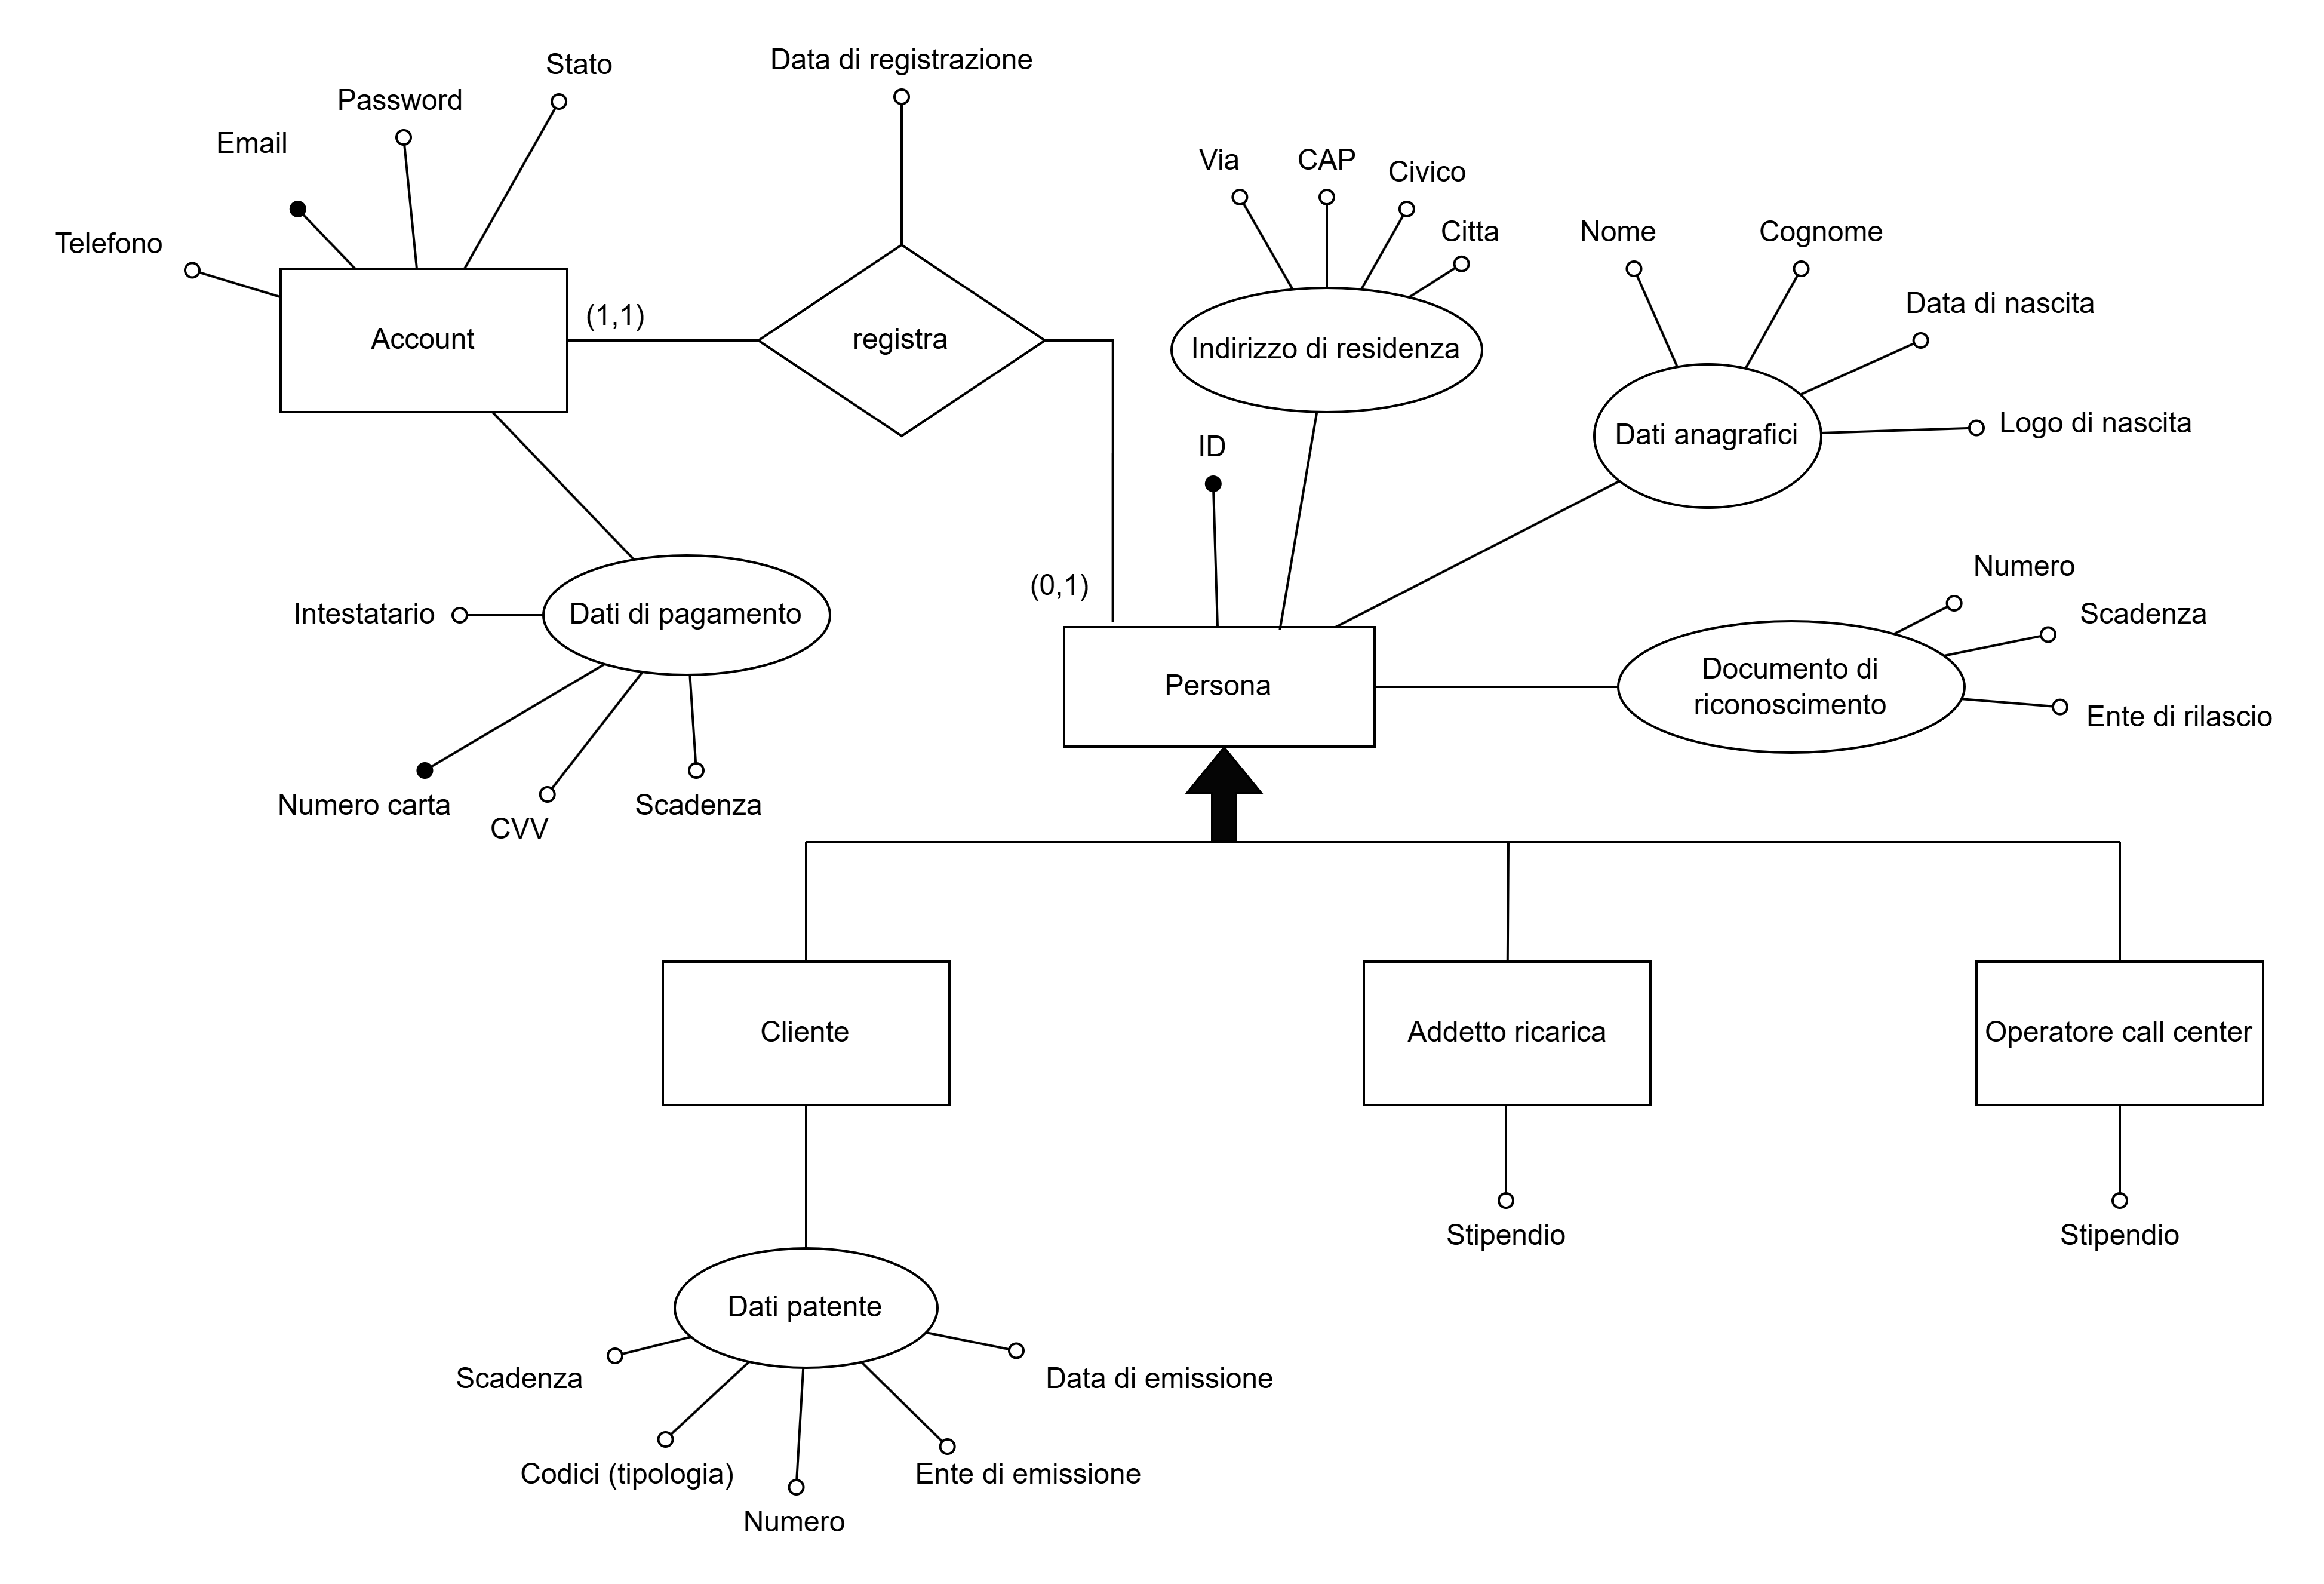 Data di registrazione
Stato
Password
Email
Via
CAP
Civico
Telefono
Citta
Nome
Cognome
Data di nascita
(1,1)
Account
registra
Indirizzo di residenza
Logo di nascita
Dati anagrafici
ID
Numero
(0,1)
Intestatario
Dati di pagamento
Scadenza
Documento di
riconoscimento
Persona
Ente di rilascio
Numero carta
CVV
Scadenza
Cliente
Addetto ricarica
Operatore call center
Stipendio
Stipendio
Dati patente
Scadenza
Data di emissione
Codici (tipologia)
Ente di emissione
Numero